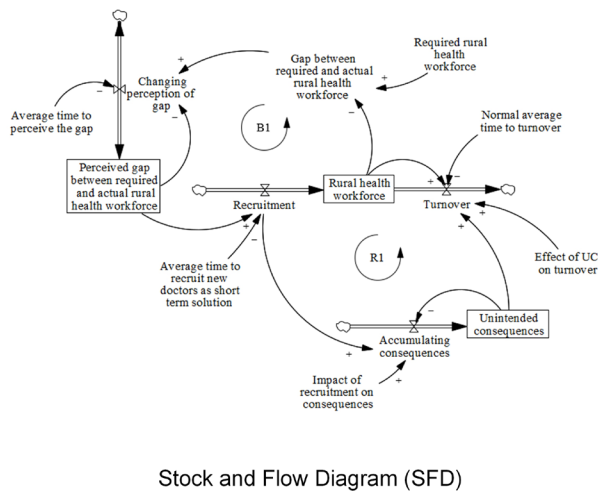 Required rural
health
workforce
Gap between
required and actual
rural health
workforce
+
+
Changing
perception of
gap
−
−
Average time to
perceive the gap
B1
−
Normal average
time to turnover
Perceived gap
between required
and actual rural
health workforce
Rural health
workforce
+
−
Recruitment
Turnover
+
−
+
+
Effect of UC
on turnover
Average time to
recruit new
doctors as short
term solution
R1
−
Unintended
consequences
Accumulating
consequences
+
+
Impact of
recruitment on
consequences
Stock and Flow Diagram (SFD)